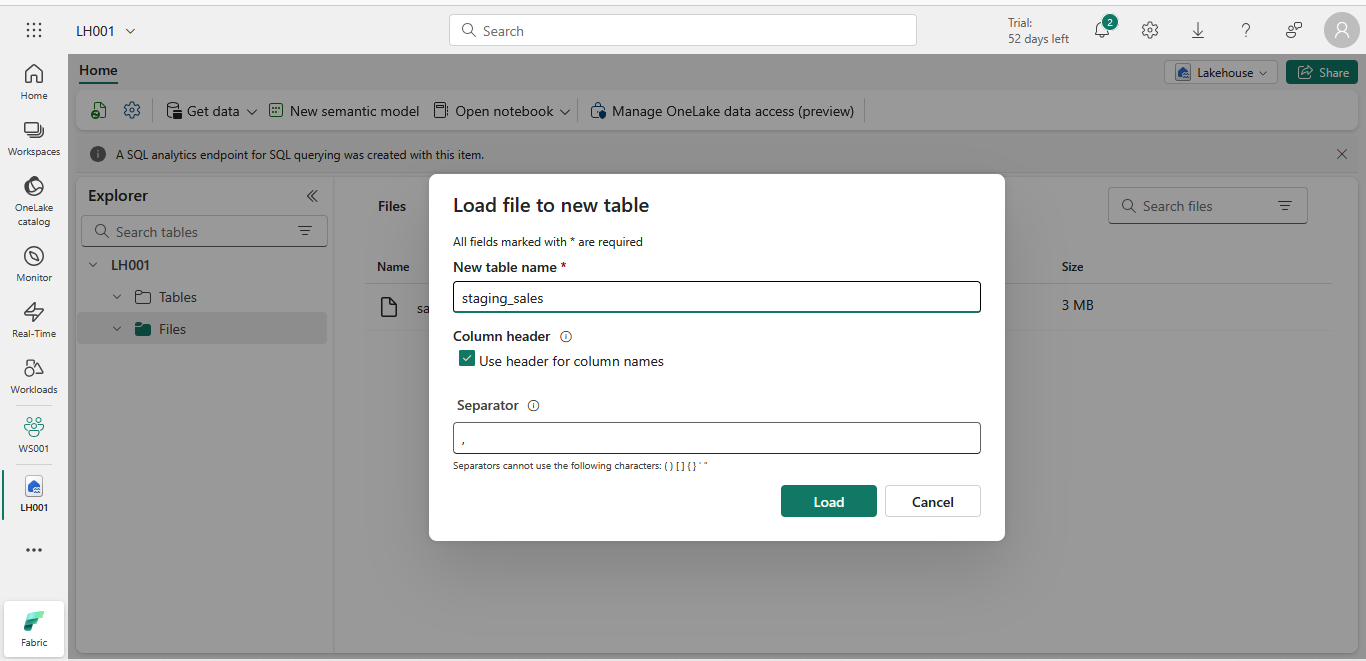 LH001
Search
Trial:
52 days left
2
Home
Workspaces
OneLake
catalog
Monitor
Real-Time
Workloads
WS001
LH001
Fabric
Home
Lakehouse
Share
Get data
New semantic model
Open notebook
Manage OneLake data access (preview)
A SQL analytics endpoint for SQL querying was created with this item.
Explorer
Search tables
LH001
Tables
Files
Files
Search files
Name
Size
sa
3 MB
Load file to new table
All fields marked with * are required
New table name *
staging_sales
Column header
Use header for column names
Separator
,
Separators cannot use the following characters: ( ) [ ] { } ' "
Load
Cancel